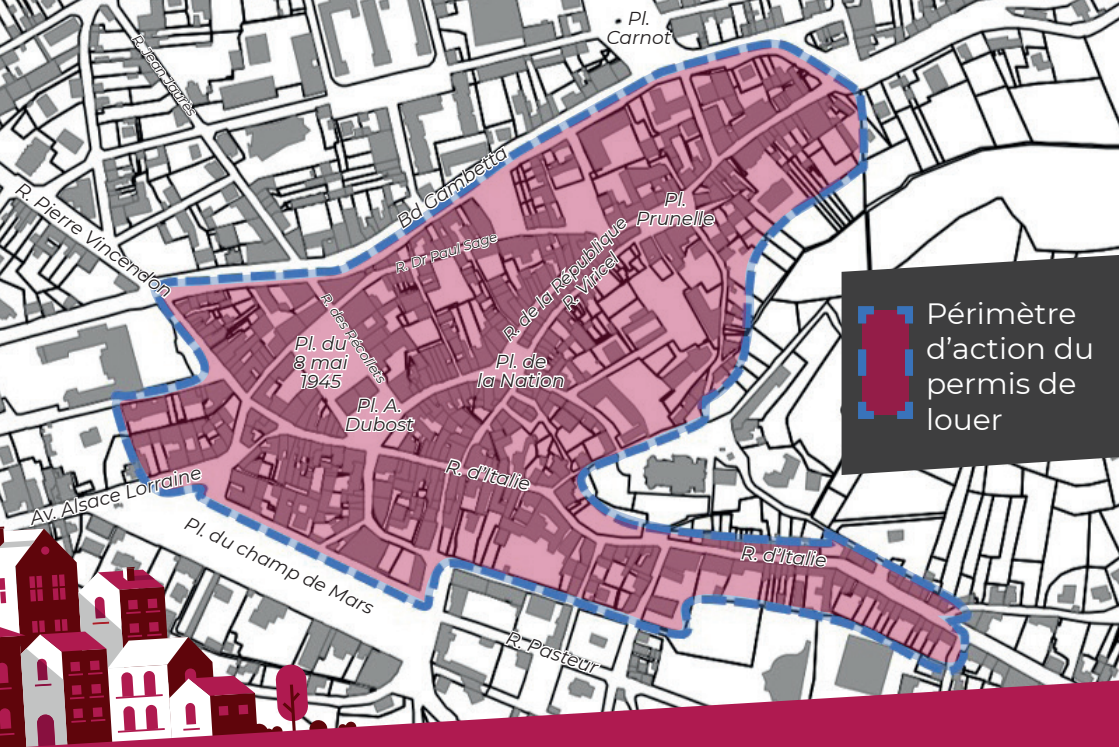 Pl.
Carnot
R. Jean Jaurès
Bd Gambetta
R. Pierre Vincendon
R. Dr Paul Sage
Pl.
Prunelle
R. de la République
R. Viricel
R. des Récollets
Pl. du
8 mai
1945
Pl. de
la Nation
Pl. A.
Dubost
R. d'Italie
Av. Alsace Lorraine
Pl. du champ de Mars
R. d'Italie
R. Pasteur
Périmètre
d'action du
permis de
louer